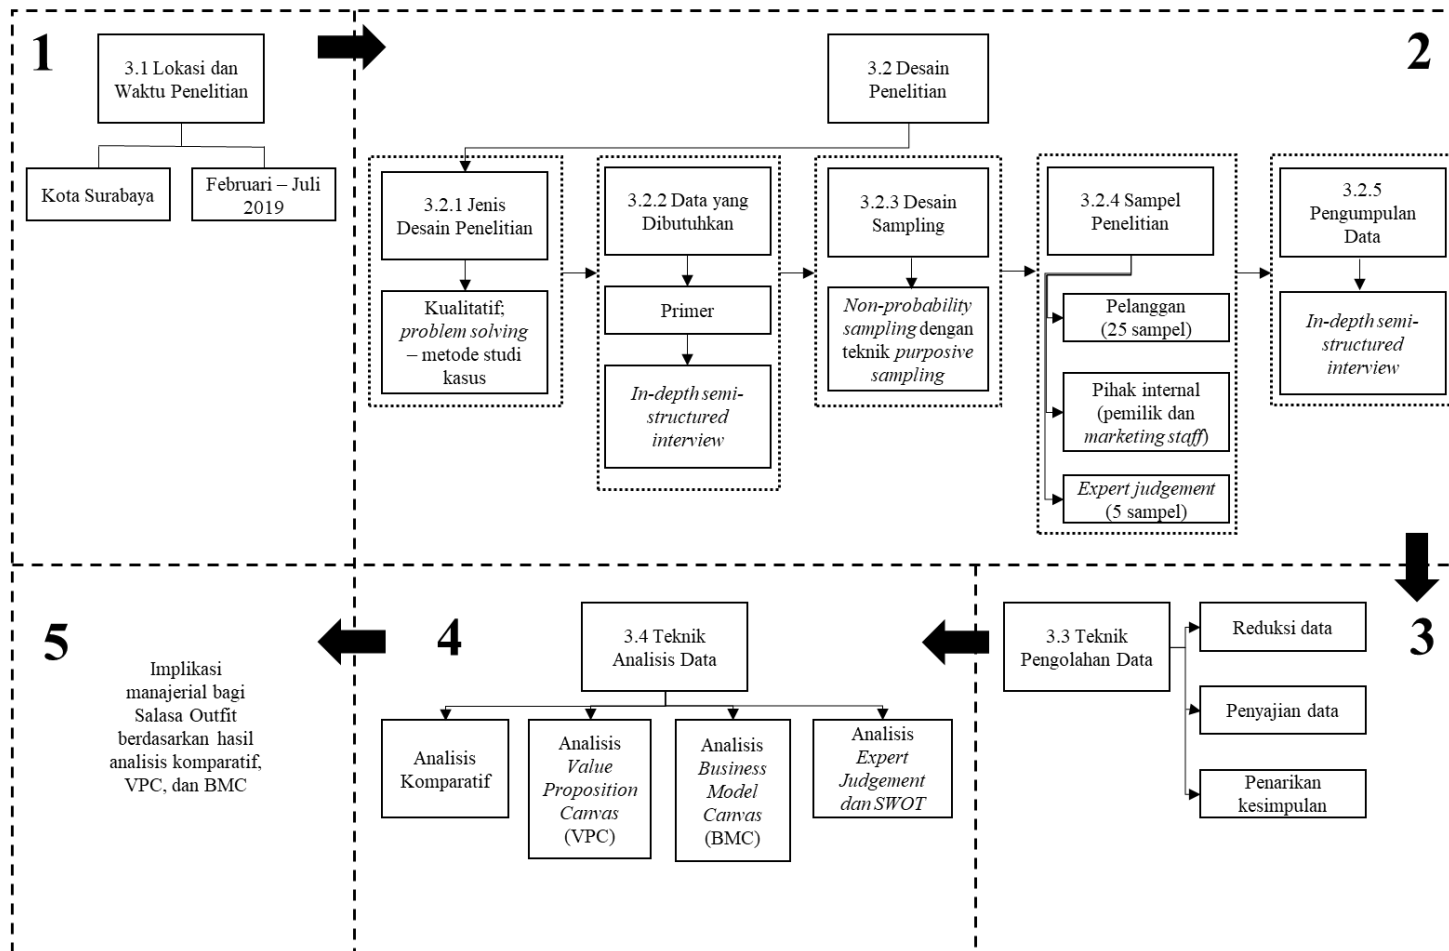 1
3.1 Lokasi dan
Waktu Penelitian
Kota Surabaya
Februari – Juli
2019
2
3.2 Desain
Penelitian
3.2.1 Jenis
Desain Penelitian
Kualitatif;
problem solving
– metode studi
kasus
3.2.2 Data yang
Dibutuhkan
Primer
In-depth semi-
structured
interview
3.2.3 Desain
Sampling
Non-probability
sampling dengan
teknik purposive
sampling
3.2.4 Sampel
Penelitian
Pelanggan
(25 sampel)
Pihak internal
(pemilik dan
marketing staff)
Expert judgement
(5 sampel)
3.2.5
Pengumpulan
Data
In-depth semi-
structured
interview
3
3.3 Teknik
Pengolahan Data
Reduksi data
Penyajian data
Penarikan
kesimpulan
4
3.4 Teknik
Analisis Data
Analisis
Komparatif
Analisis
Value
Proposition
Canvas
(VPC)
Analisis
Business
Model
Canvas
(BMC)
Analisis
Expert
Judgement
dan SWOT
5
Implikasi
manajerial bagi
Salasa Outfit
berdasarkan hasil
analisis komparatif,
VPC, dan BMC